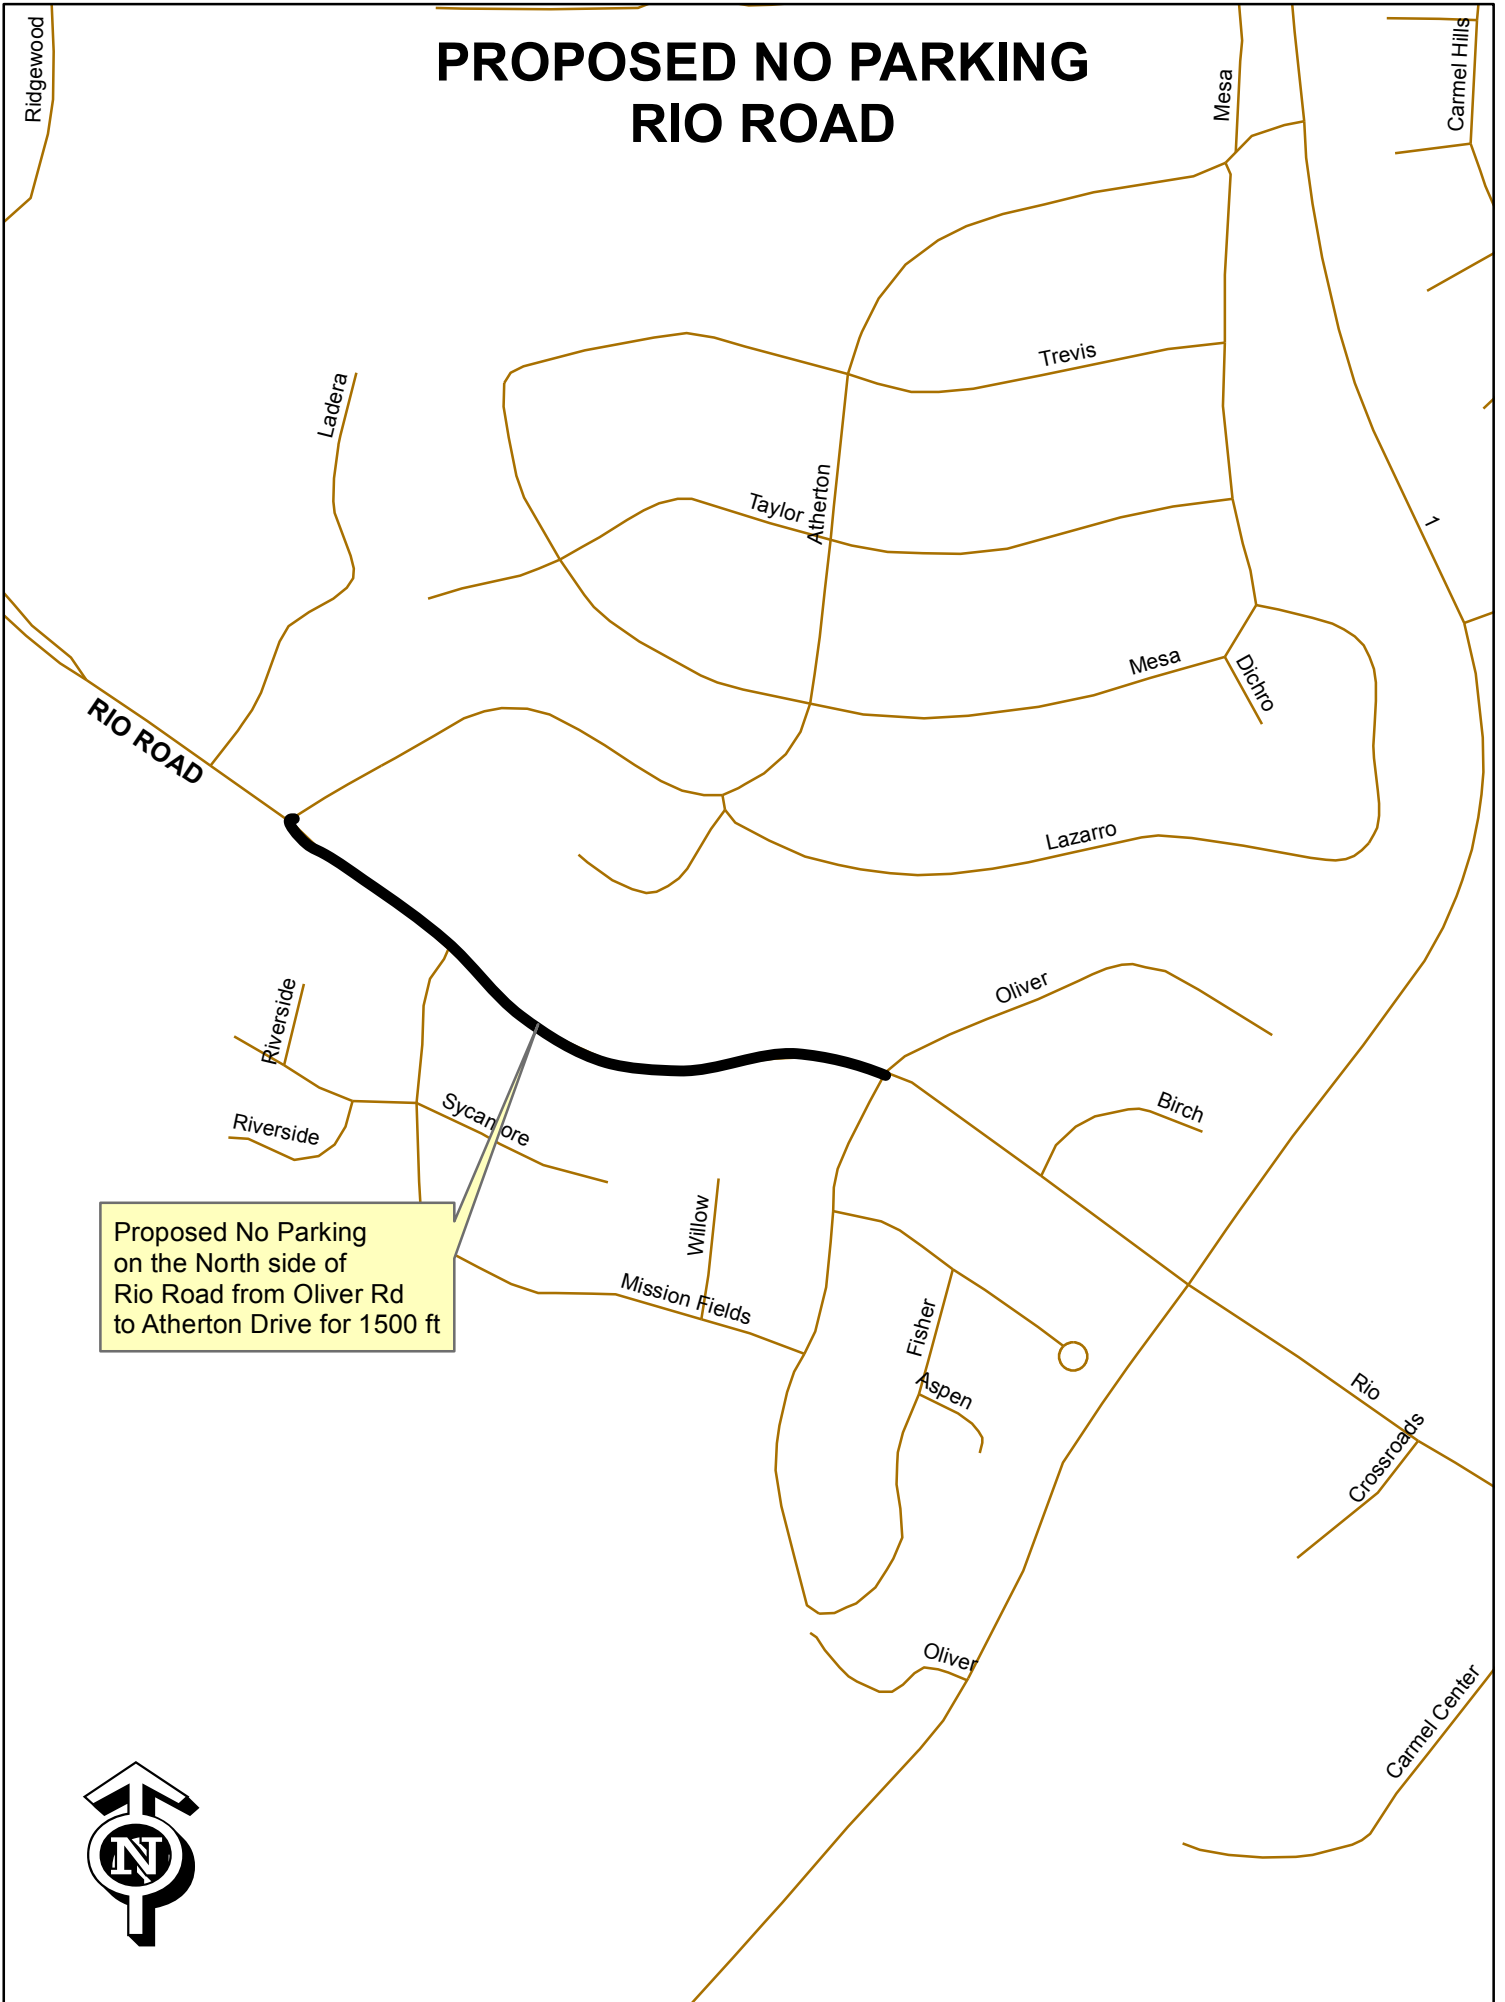 PROPOSED NO PARKING
RIO ROAD
Ridgewood
Mesa
Carmel Hills
Trevis
Ladera
Atherton
Taylor
1
Mesa
Dichro
RIO ROAD
Lazarro
Oliver
Riverside
Birch
Sycamore
Riverside
Willow
Proposed No Parking
on the North side of
Rio Road from Oliver Rd
to Atherton Drive for 1500 ft
Mission Fields
Fisher
Aspen
Rio
Crossroads
Oliver
Carmel Center
N